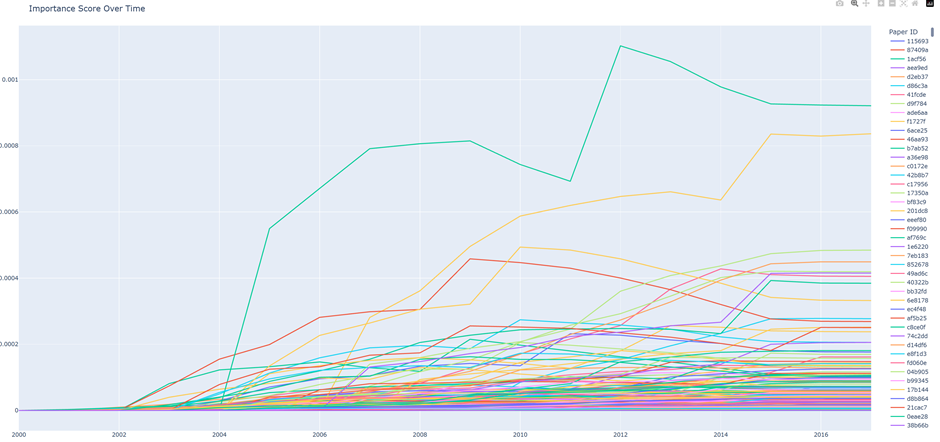 Importance Score Over Time
0.001
0.0008
0.0006
0.0004
0.0002
0
2000
2002
2004
2006
2008
2010
2012
2014
2016
Paper ID
115693
87409a
1acf56
aea9ed
d2eb37
d86c3a
41fcde
d9f784
ade6aa
f1727f
6ace25
46aa93
b7ab52
a36e98
c0172e
42b8b7
c17956
17350a
bf83c9
201dc8
eeef80
f09990
af769c
1e6220
7eb183
852678
49ad6c
40322b
bb32fd
6e8178
ec4f48
af5b25
c8ce0f
74c2dd
014df6
e8f1d3
f5060e
04b905
b99345
17b144
d8b864
21cac7
0eae28
38b66b